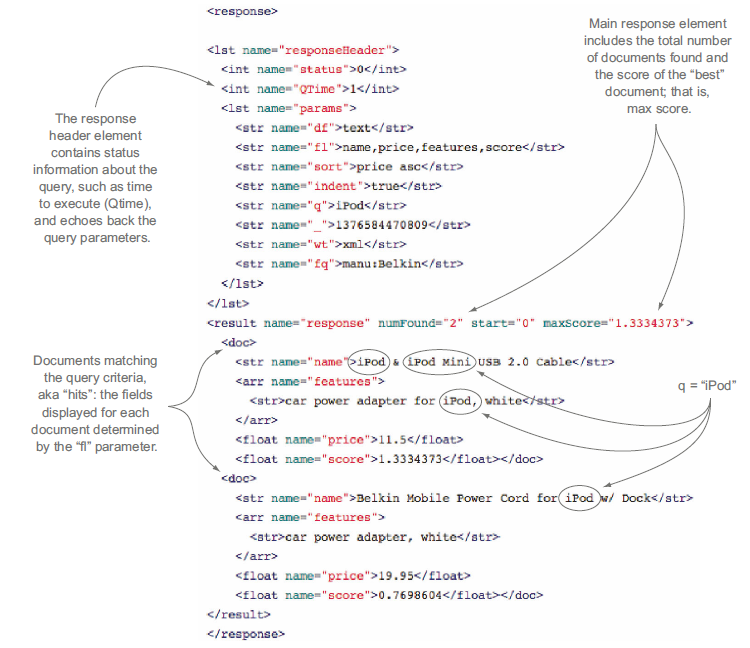 <response>
<lst name="responseHeader">
<int name="status">0</int>
<int name="QTime">1</int>
<lst name="params">
<str name="df">text</str>
<str name="fl">name,price,features,score</str>
<str name="sort">price asc</str>
<str name="indent">true</str>
<str name="q">iPod</str>
<str name="_">1376584470809</str>
<str name="wt">xml</str>
<str name="fq">manu:Belkin</str>
</lst>
</lst>
<result name="response" numFound="2" start="0" maxScore="1.3334373">
<doc>
<str name="name">iPod & iPod Mini USB 2.0 Cable</str>
<arr name="features">
<str>car power adapter for iPod, white</str>
</arr>
<float name="price">11.5</float>
<float name="score">1.3334373</float></doc>
<doc>
<str name="name">Belkin Mobile Power Cord for iPod w/ Dock</str>
<arr name="features">
<str>car power adapter, white</str>
</arr>
<float name="price">19.95</float>
<float name="score">0.7698604</float></doc>
</result>
</response>
The response
header element
contains status
information about the
query, such as time
to execute (Qtime),
and echoes back the
query parameters.
Main response element
includes the total number
of documents found and
the score of the “best”
document; that is,
max score.
Documents matching
the query criteria,
aka “hits”: the fields
displayed for each
document determined
by the “fl” parameter.
q = “iPod”